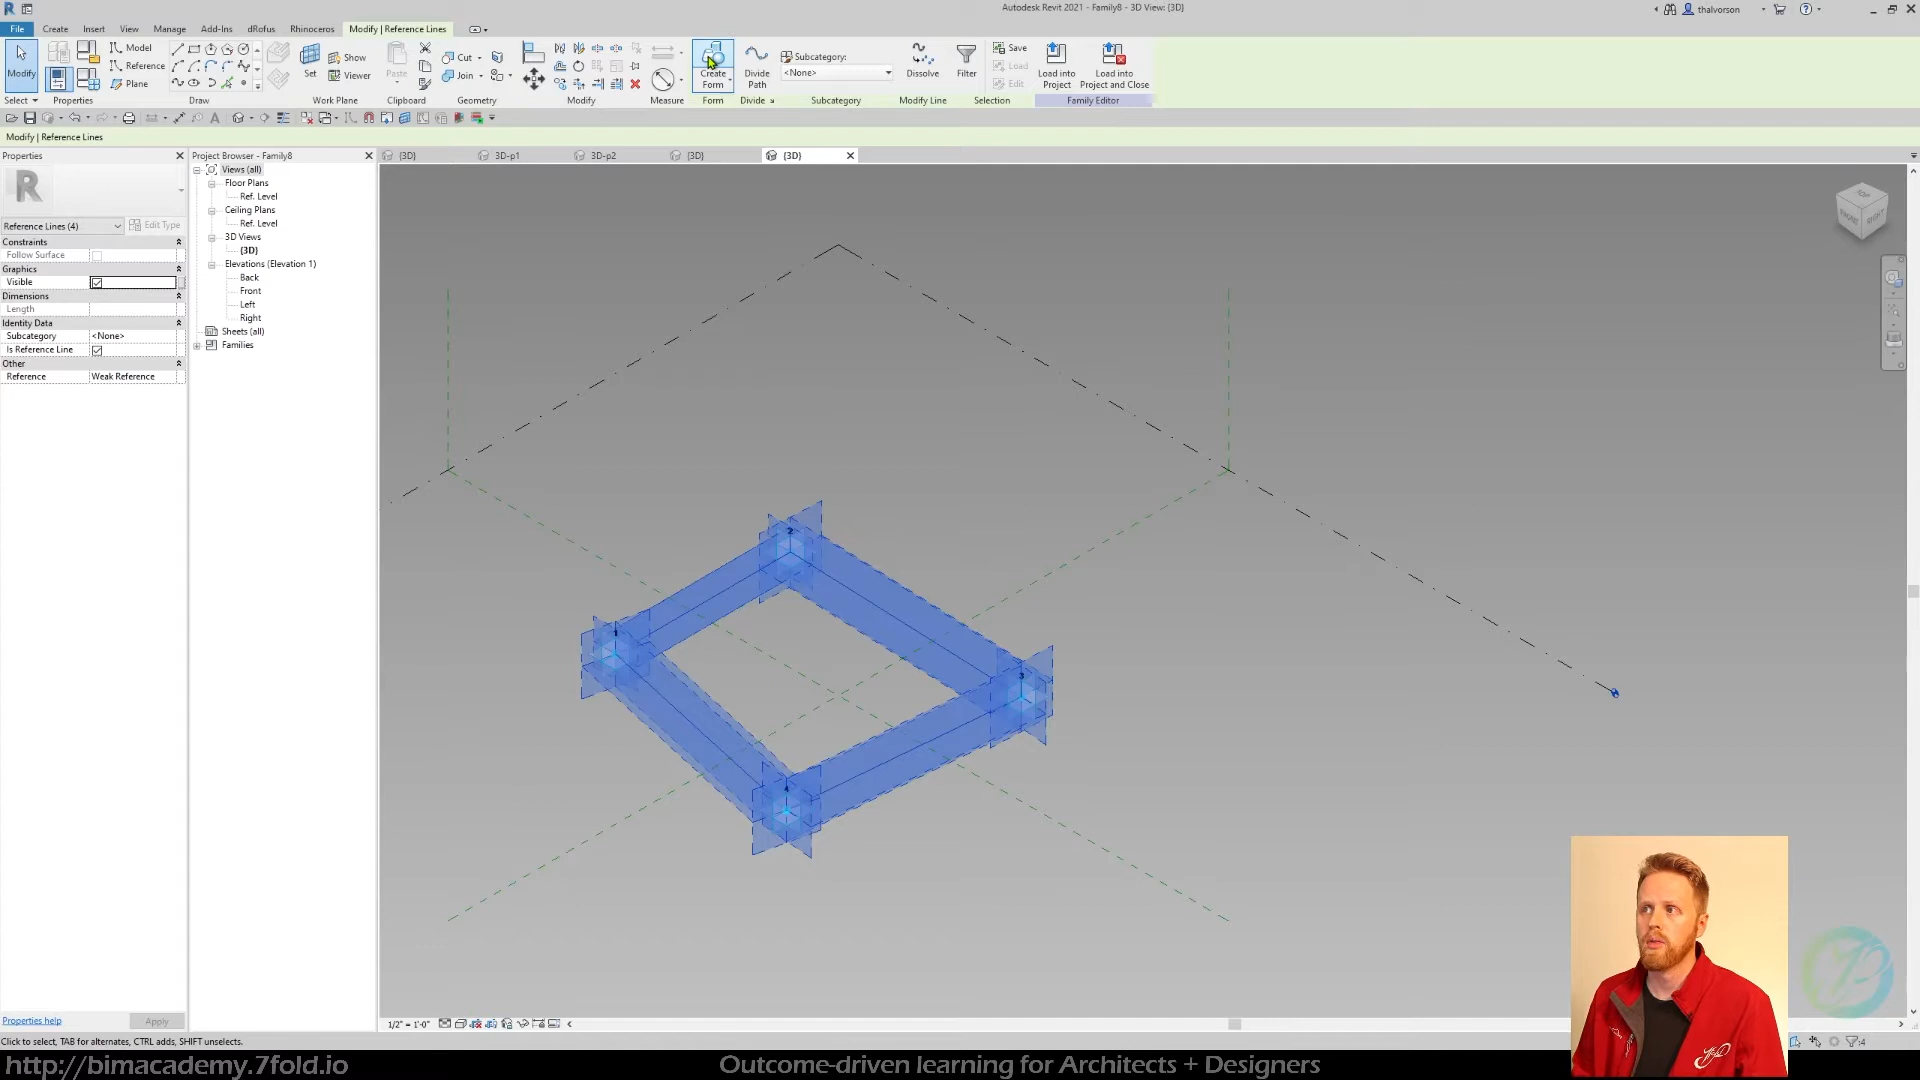 Autodesk Revit 2021 - Family8 - 3D View: {3D}
thalvorson
File Create Insert View Manage Add-Ins dRofus Rhinoceros Modify | Reference Lines
Modify
Select
Properties
Model
Reference
Plane
Draw
Set
Show
Viewer
Work Plane
Paste
Clipboard
Cut
Join
Geometry
Modify
Measure
Create
Form
Form
Divide
Path
Divide
Subcategory:
<None>
Subcategory
Dissolve
Modify Line
Filter
Save
Load
Edit
Selection
Load into
Project
Load into
Project and Close
Family Editor
Modify | Reference Lines
Properties
Reference Lines (4)
Edit Type
Constraints
Follow Surface
Graphics
Visible
Dimensions
Length
Identity Data
Subcategory <None>
Is Reference Line
Other
Reference Weak Reference
Properties help
Apply
Project Browser - Family8
Views (all)
Floor Plans
Ref. Level
Ceiling Plans
Ref. Level
3D Views
{3D}
Elevations (Elevation 1)
Back
Front
Left
Right
Sheets (all)
Families
{3D} 3D-p1 3D-p2 {3D} {3D}
TOP
FRONT
RIGHT
2
1
3
4
1/2" = 1'-0"
Click to select, TAB for alternates, CTRL adds, SHIFT unselects.
:4
http://bimacademy.7fold.io
Outcome-driven learning for Architects + Designers